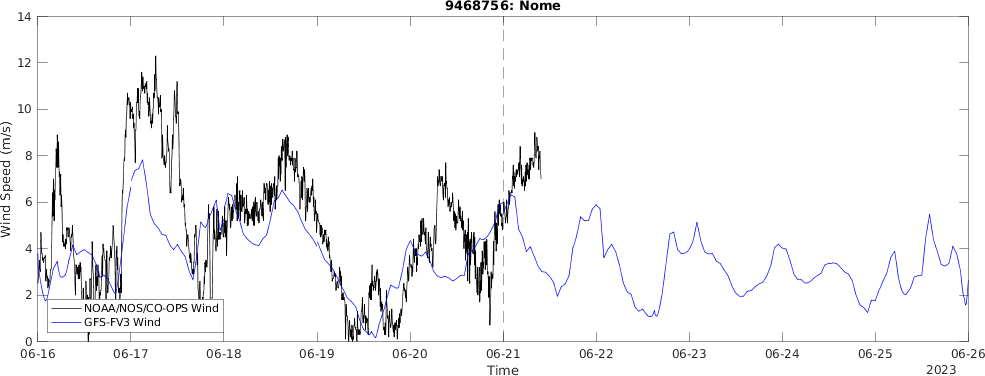 9468756: Nome
14
12
10
8
6
4
2
0
Wind Speed (m/s)
NOAA/NOS/CO-OPS Wind
GFS-FV3 Wind
06-16 06-17 06-18 06-19 06-20 06-21 06-22 06-23 06-24 06-25 06-26
Time
2023